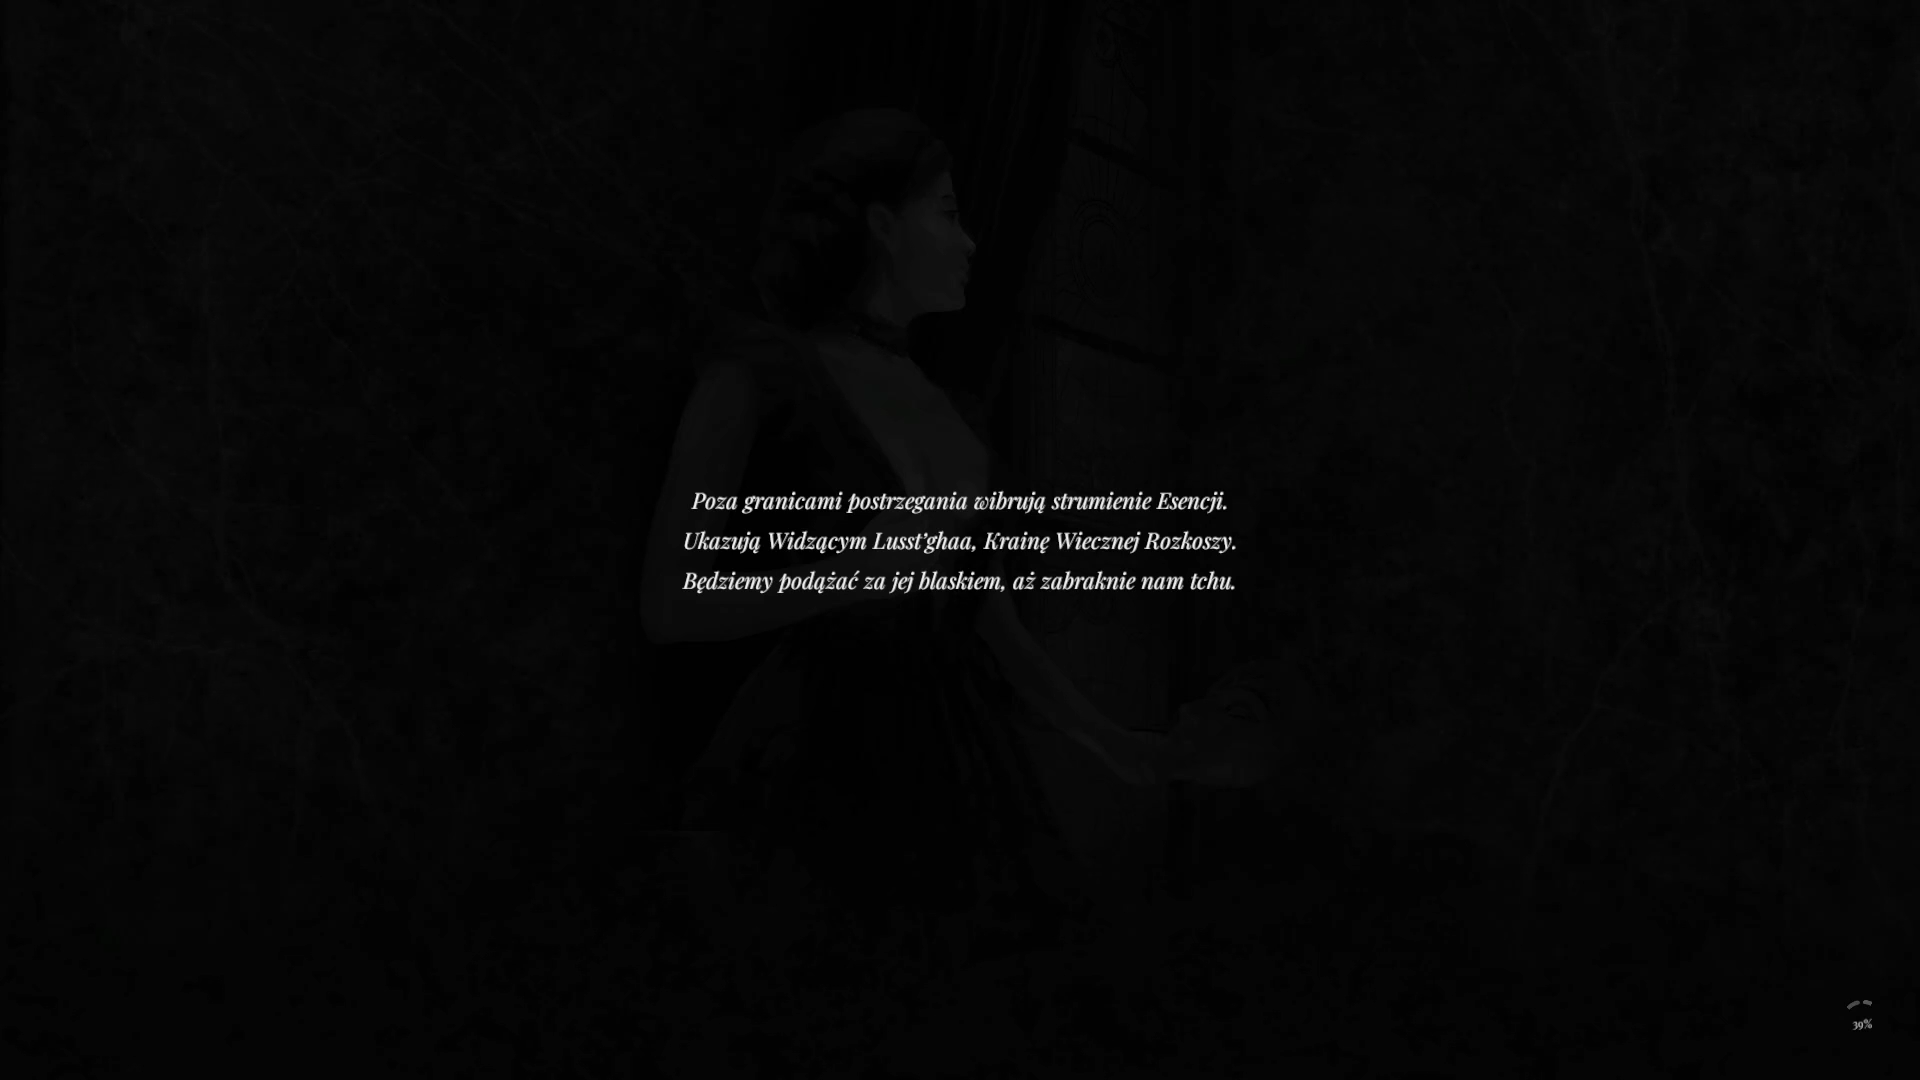 Poza granicami postrzegania wibrują strumienie Esencji.
Ukazują Widzącym Lusst'ghaa, Krainę Wiecznej Rozkoszy.
Będziemy podążać za jej blaskiem, aż zabraknie nam tchu.
39%